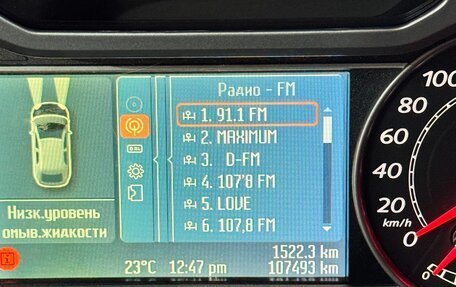 Радио - FM
1. 91.1 FM
2. MAXIMUM
3. D-FM
4. 107'8 FM
5. LOVE
6. 107,8 FM
Низк.уровень
омыв.жидкости
1522.3 km
23°C 12:47 pm 107493 km
100
80
60
40
20
0
km/h